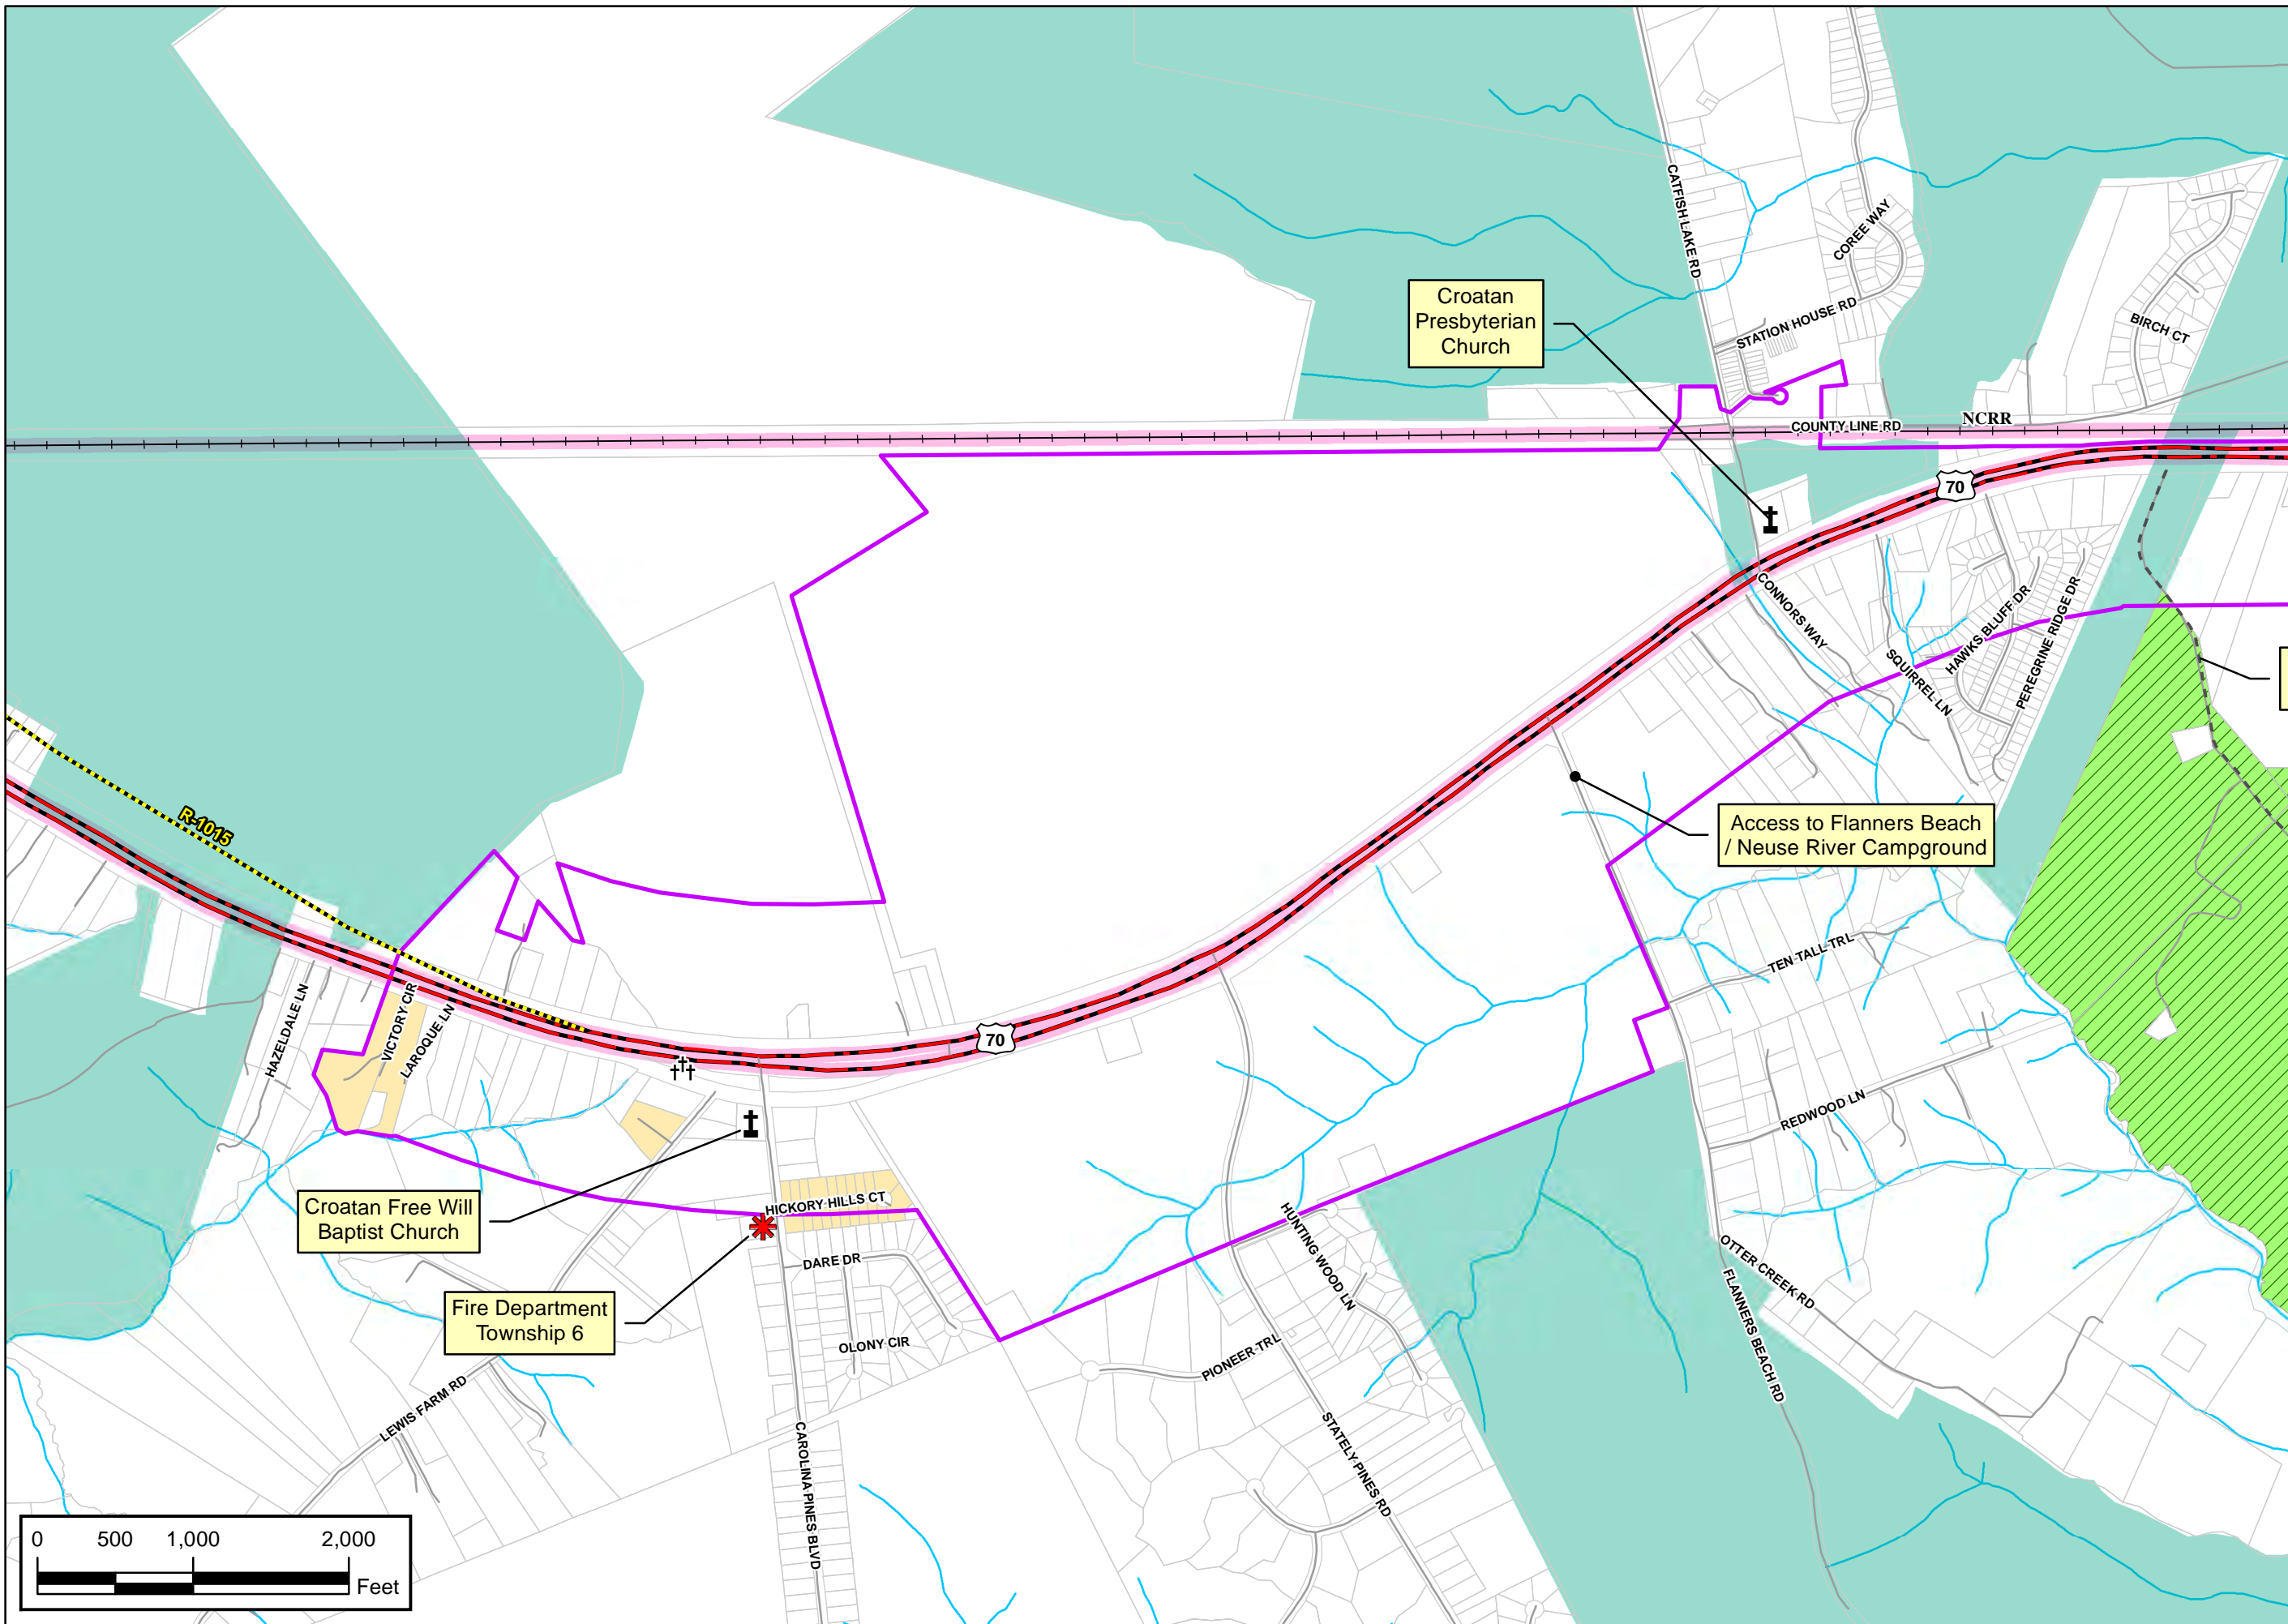 CATFISH LAKE RD
COREE WAY
Croatan
Presbyterian
Church
STATION HOUSE RD
BIRCH CT
NCRR
COUNTY LINE RD
70
CONNORS WAY
HAWKS BLUFF DR
PEREGRINE RIDGE DR
SQUIRREL LN
R-1015
Access to Flanners Beach
/ Neuse River Campground
TEN TALL TRL
HAZELDALE LN
VICTORY CIR
LAROQUE LN
70
REDWOOD LN
Croatan Free Will
Baptist Church
HICKORY HILLS CT
HUNTING WOOD LN
DARE DR
OTTER CREEK RD
Fire Department
Township 6
OLONY CIR
PIONEER TRL
FLANNERS BEACH RD
LEWIS FARM RD
CAROLINA PINES BLVD
STATELY PINES RD
0 500 1,000 2,000
Feet